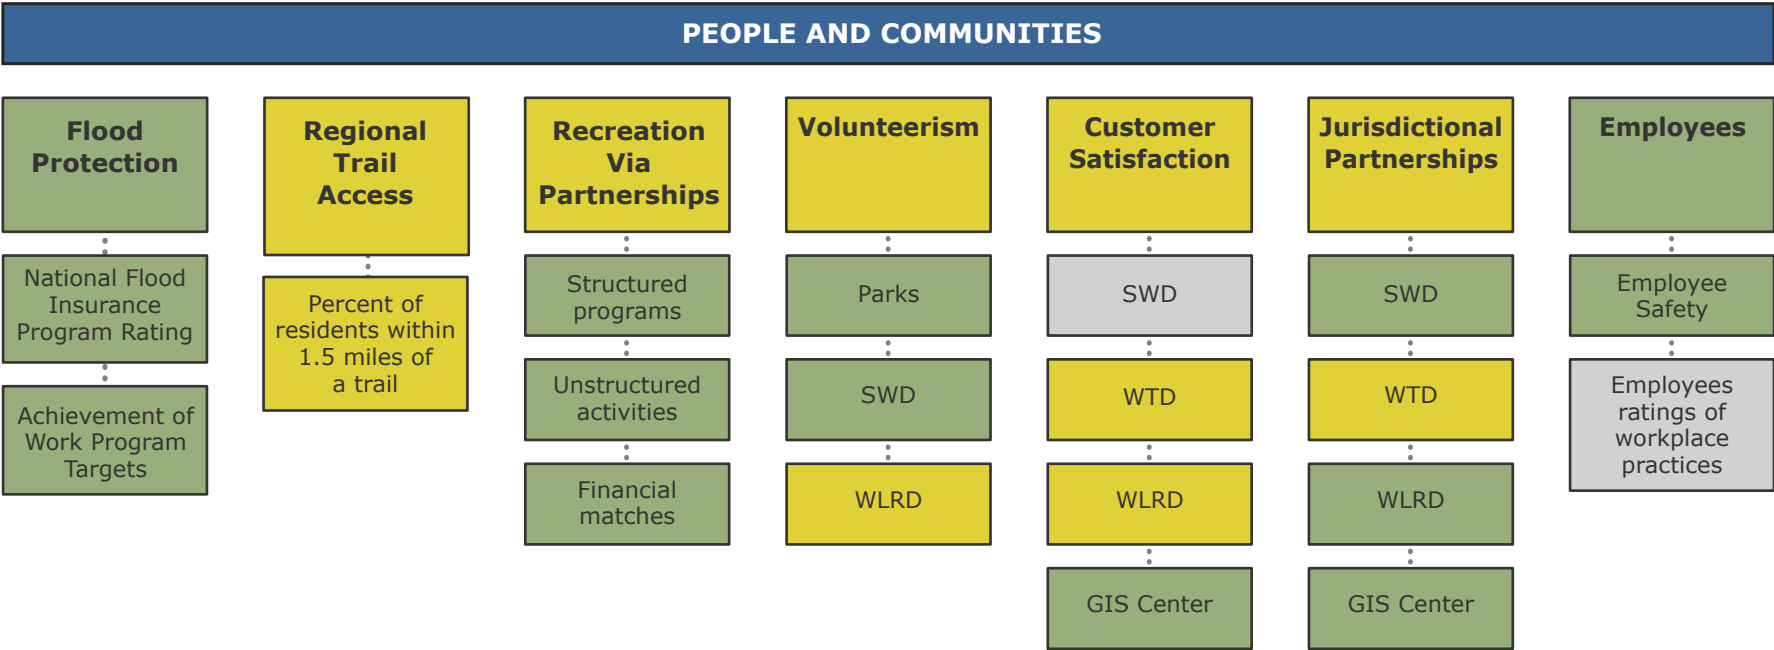 PEOPLE AND COMMUNITIES
Flood
Protection
National Flood
Insurance
Program Rating
Achievement of
Work Program
Targets
Regional
Trail
Access
Percent of
residents within
1.5 miles of
a trail
Recreation
Via
Partnerships
Structured
programs
Unstructured
activities
Financial
matches
Volunteerism
Parks
SWD
WLRD
Customer
Satisfaction
SWD
WTD
WLRD
GIS Center
Jurisdictional
Partnerships
SWD
WTD
WLRD
GIS Center
Employees
Employee
Safety
Employees
ratings of
workplace
practices